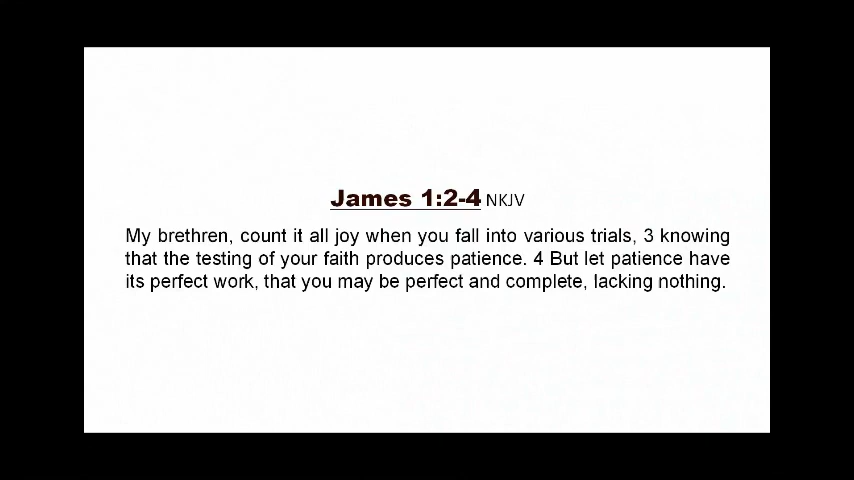 James 1:2-4 NKJV
My brethren, count it all joy when you fall into various trials, 3 knowing
that the testing of your faith produces patience. 4 But let patience have
its perfect work, that you may be perfect and complete, lacking nothing.